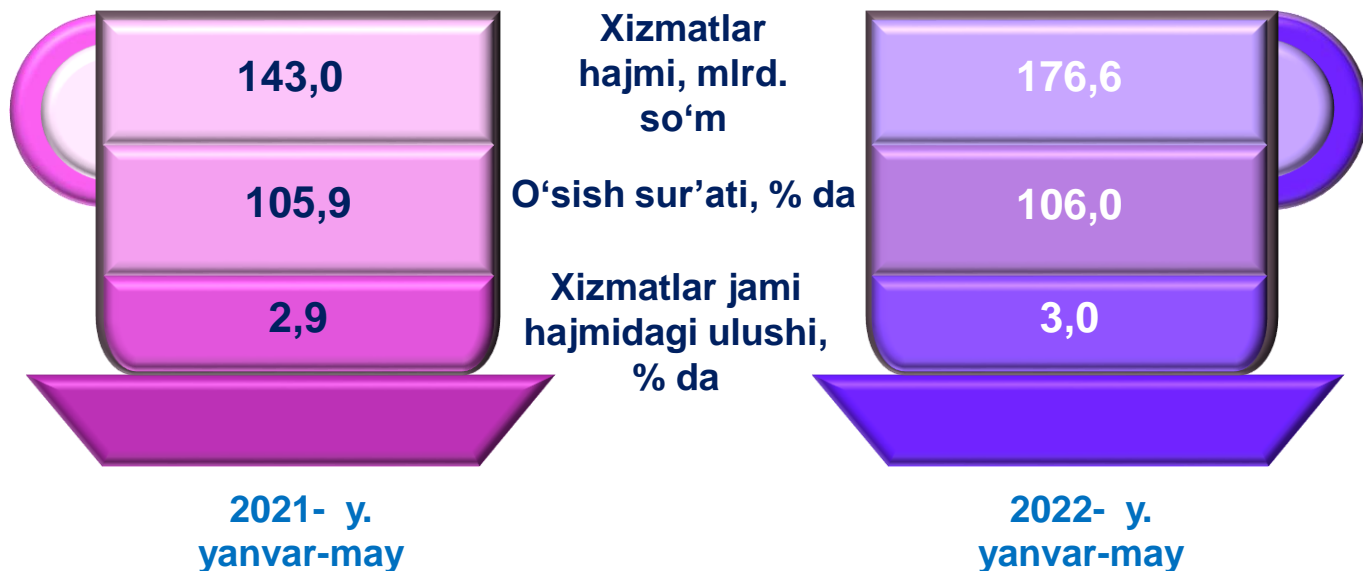 143,0
Xizmatlar
hajmi, mlrd.
so‘m
176,6
105,9
O‘sish sur’ati, % da
106,0
2,9
Xizmatlar jami
hajmidagi ulushi,
% da
3,0
2021- y.
yanvar-may
2022- y.
yanvar-may